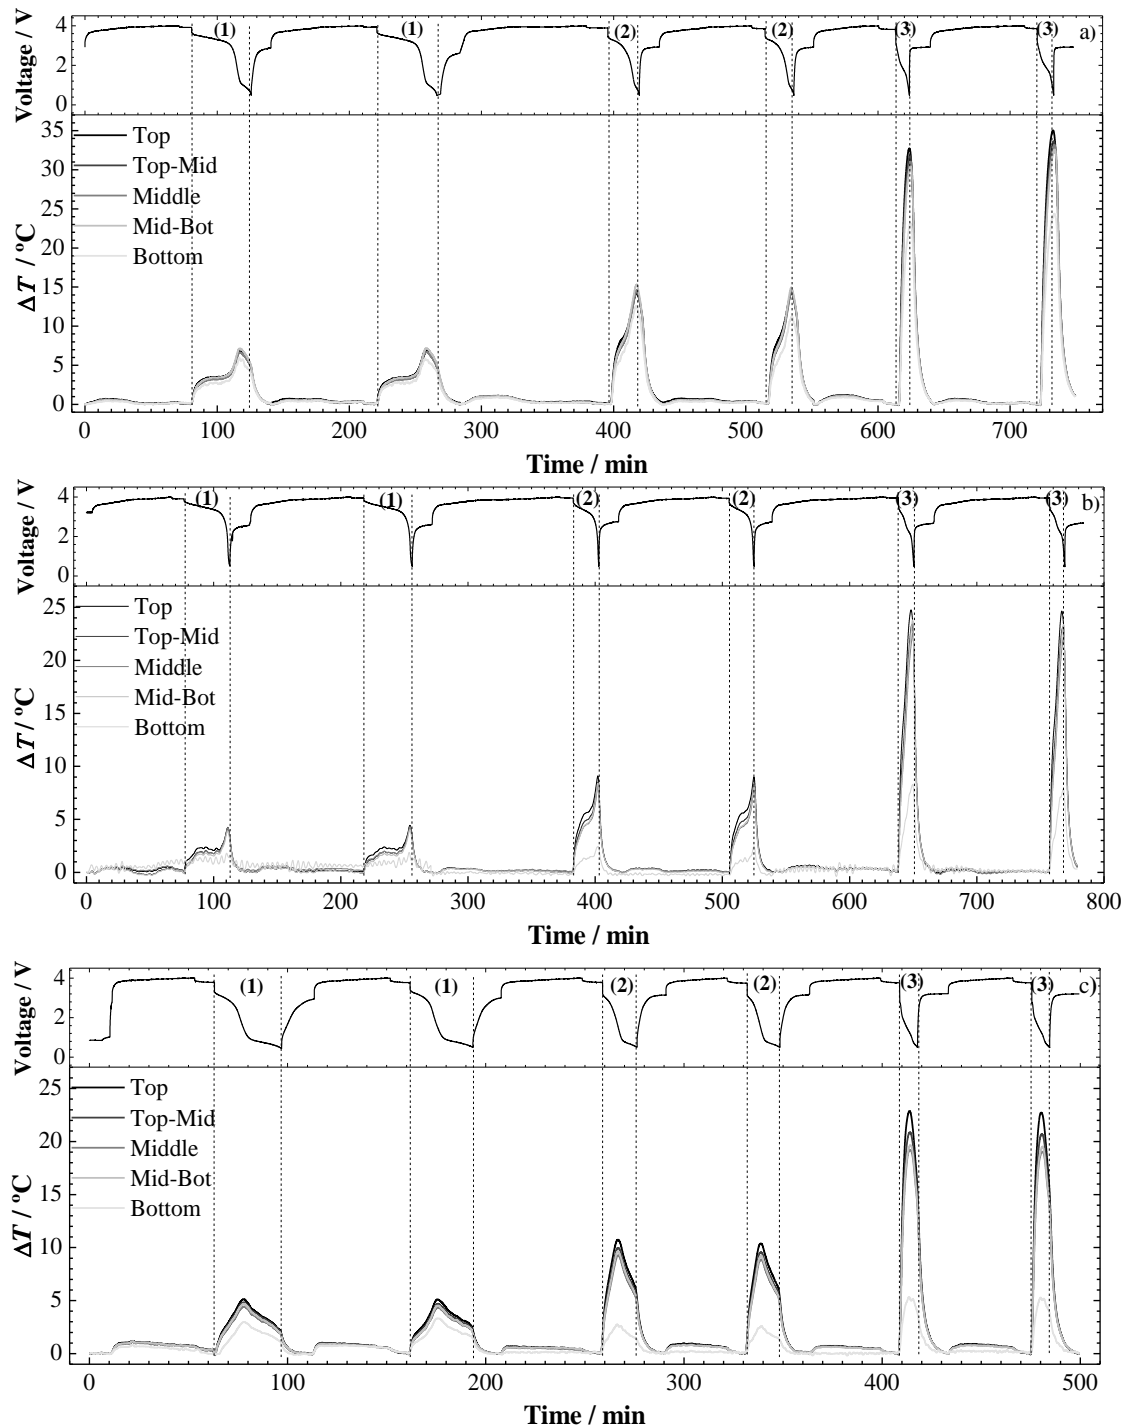 (1) (1) (2) (2) (3) (3) a)
Voltage / V
4
2
0
Top
Top-Mid
Middle
Mid-Bot
Bottom
ΔT / ºC
35
30
25
20
15
10
5
0
0 100 200 300 400 500 600 700
Time / min
(1) (1) (2) (2) (3) (3) b)
Voltage / V
4
2
0
Top
Top-Mid
Middle
Mid-Bot
Bottom
ΔT / ºC
25
20
15
10
5
0
0 100 200 300 400 500 600 700 800
Time / min
(1) (1) (2) (2) (3) (3) c)
Voltage / V
4
2
0
Top
Top-Mid
Middle
Mid-Bot
Bottom
ΔT / ºC
25
20
15
10
5
0
0 100 200 300 400 500
Time / min